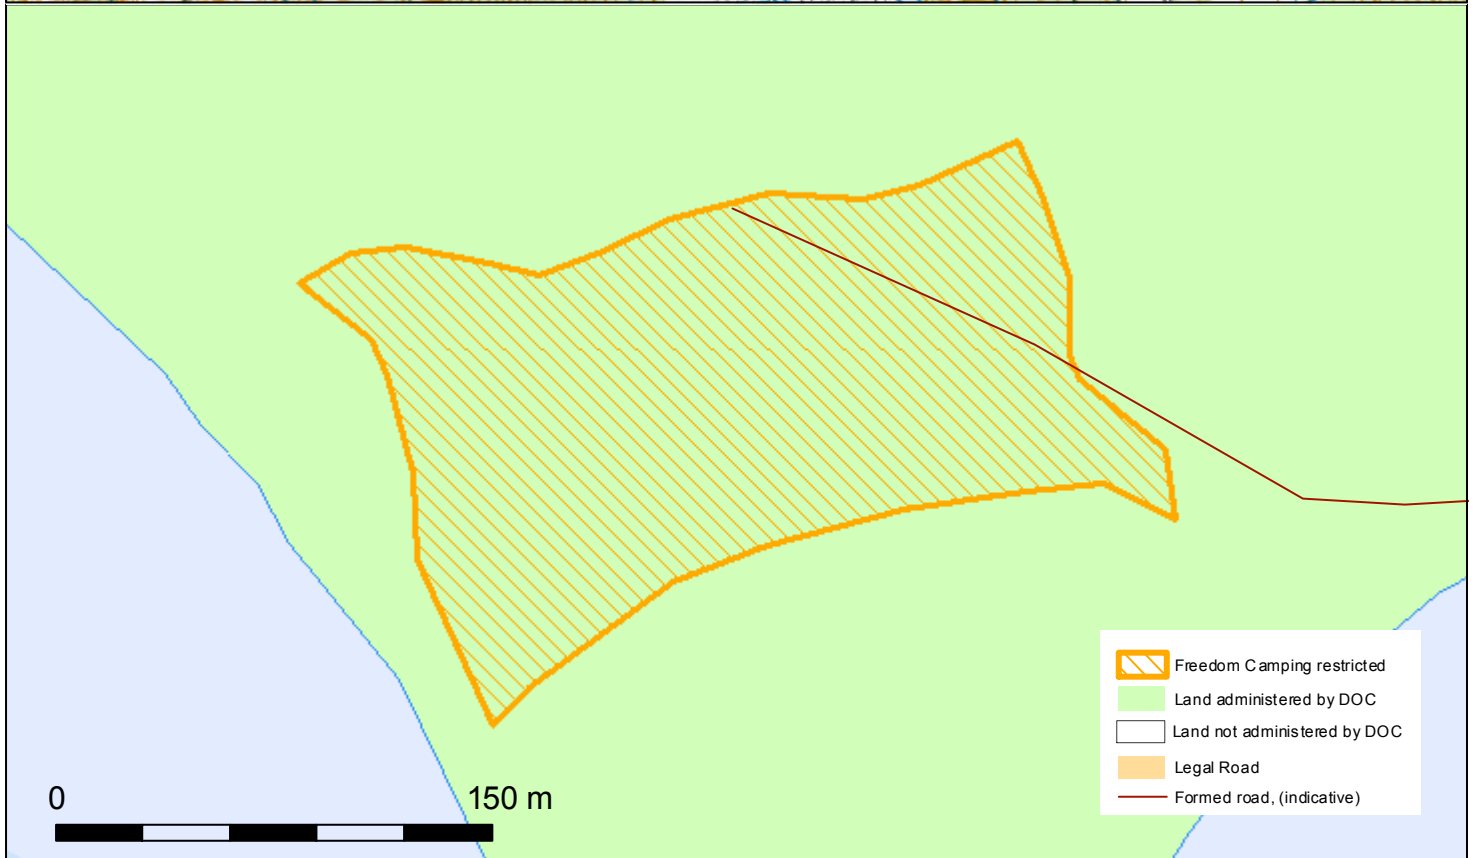 Freedom Camping restricted
Land administered by DOC
Land not administered by DOC
Legal Road
Formed road, (indicative)
0 150 m